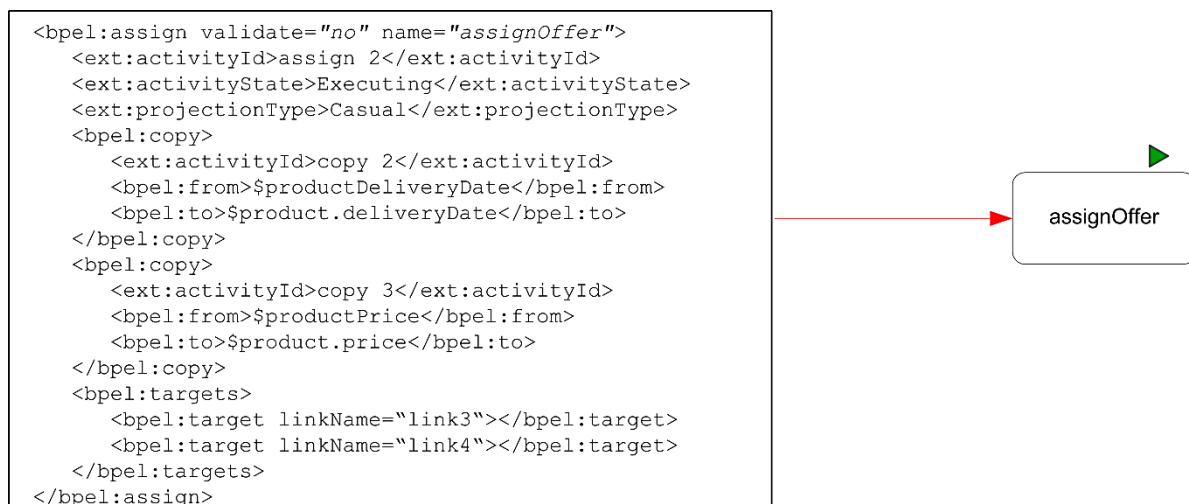 <bpel:assign validate="no" name="assignOffer">
<ext:activityId>assign 2</ext:activityId>
<ext:activityState>Executing</ext:activityState>
<ext:projectionType>Casual</ext:projectionType>
<bpel:copy>
<ext:activityId>copy 2</ext:activityId>
<bpel:from>$productDeliveryDate</bpel:from>
<bpel:to>$product.deliveryDate</bpel:to>
</bpel:copy>
<bpel:copy>
<ext:activityId>copy 3</ext:activityId>
<bpel:from>$productPrice</bpel:from>
<bpel:to>$product.price</bpel:to>
</bpel:copy>
<bpel:targets>
<bpel:target linkName=“link3“></bpel:target>
<bpel:target linkName=“link4“></bpel:target>
</bpel:targets>
</bpel:assign>
assignOffer